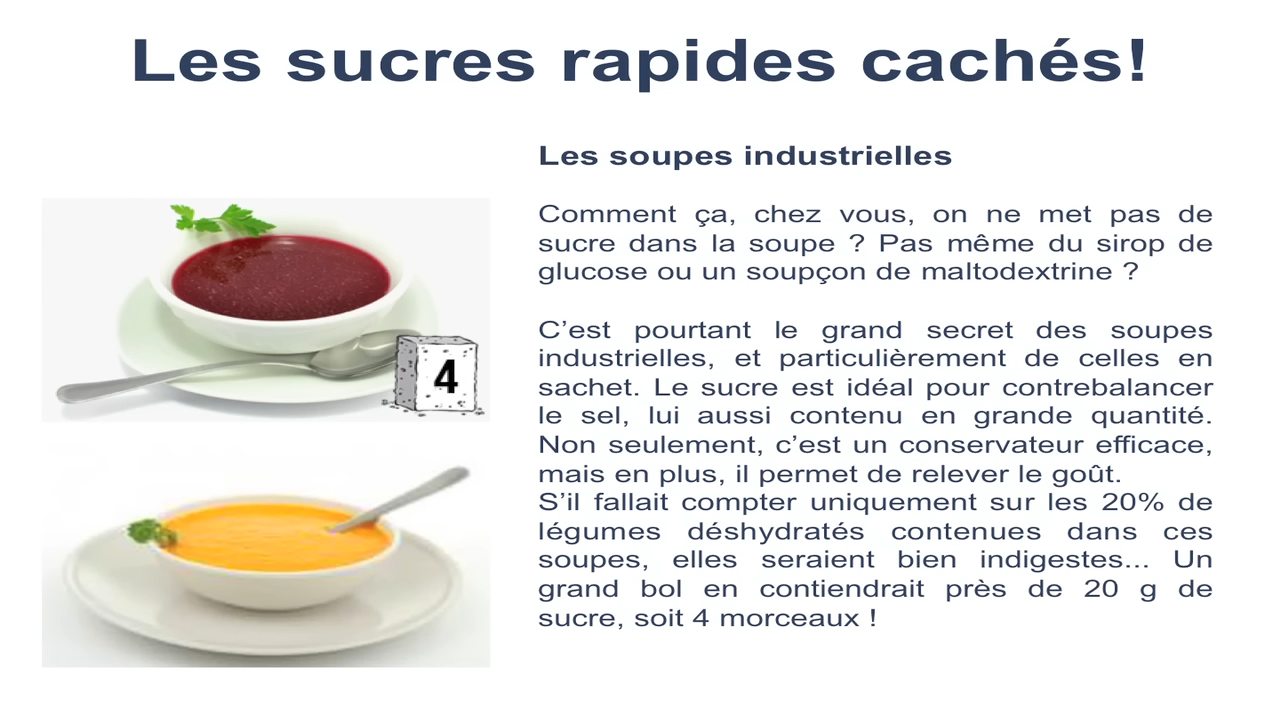 Les sucres rapides cachés!
Les soupes industrielles
Comment ça, chez vous, on ne met pas de
sucre dans la soupe ? Pas même du sirop de
glucose ou un soupçon de maltodextrine ?
C’est pourtant le grand secret des soupes
industrielles, et particulièrement de celles en
sachet. Le sucre est idéal pour contrebalancer
le sel, lui aussi contenu en grande quantité.
Non seulement, c’est un conservateur efficace,
mais en plus, il permet de relever le goût.
S’il fallait compter uniquement sur les 20% de
légumes déshydratés contenues dans ces
soupes, elles seraient bien indigestes... Un
grand bol en contiendrait près de 20 g de
sucre, soit 4 morceaux !
4